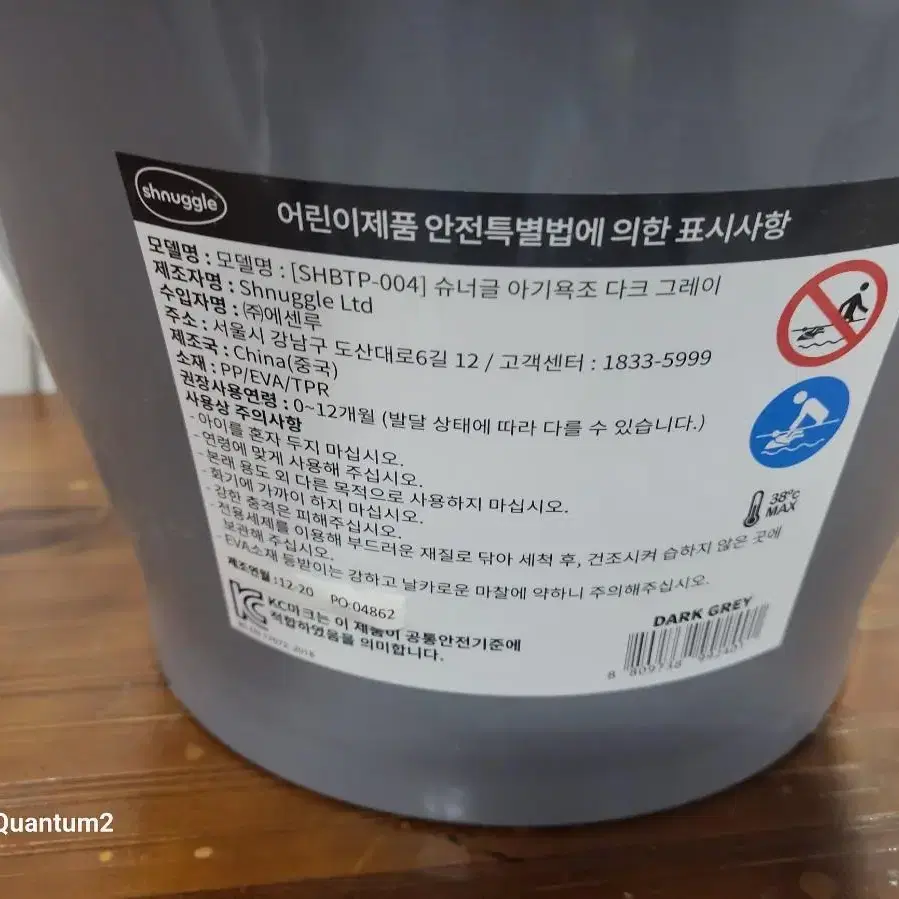 shnuggle
어린이제품 안전특별법에 의한 표시사항
모델명 : 모델명 : [SHBTP-004] 슈너글 아기욕조 다크 그레이
제조자명 : Shnuggle Ltd
수입자명 : ㈜에센루
주소 : 서울시 강남구 도산대로6길 12 / 고객센터 : 1833-5999
제조국 : China(중국)
소재 : PP/EVA/TPR
권장사용연령 : 0~12개월 (발달 상태에 따라 다를 수 있습니다.)
사용상 주의사항
- 아이를 혼자 두지 마십시오.
- 연령에 맞게 사용해 주십시오.
- 본래 용도 외 다른 목적으로 사용하지 마십시오.
- 화기에 가까이 하지 마십시오.
- 강한 충격은 피해주십시오.
- 전용세제를 이용해 부드러운 재질로 닦아 세척 후, 건조시켜 습하지 않은 곳에
보관해 주십시오.
- EVA소재 등받이는 강하고 날카로운 마찰에 약하니 주의해주십시오.
38°C
MAX
제조연월 : 12-20 PO:04862
KC마크는 이 제품이 공통안전기준에
적합하였음을 의미합니다.
DARK GREY
8 809738
Quantum2